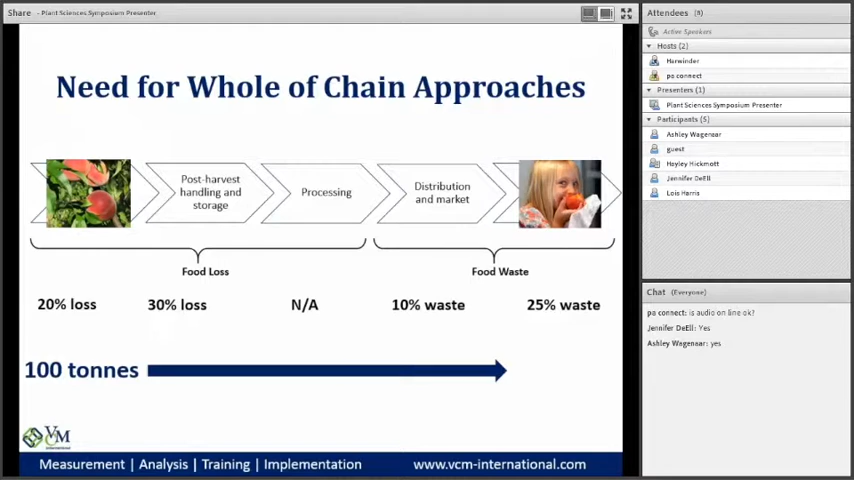 Share - Plant Sciences Symposium Presenter
Need for Whole of Chain Approaches
Post-harvest
handling and
storage
Processing
Distribution
and market
Food Loss
Food Waste
20% loss
30% loss
N/A
10% waste
25% waste
100 tonnes
VCM
International
Measurement | Analysis | Training | Implementation
www.vcm-international.com
Attendees (8)
Active Speakers
Hosts (2)
Harwinder
pa connect
Presenters (1)
Plant Sciences Symposium Presenter
Participants (5)
Ashley Wagenaar
guest
Hayley Hickmott
Jennifer DeEll
Lois Harris
Chat (Everyone)
pa connect: is audio on line ok?
Jennifer DeEll: Yes
Ashley Wagenaar: yes